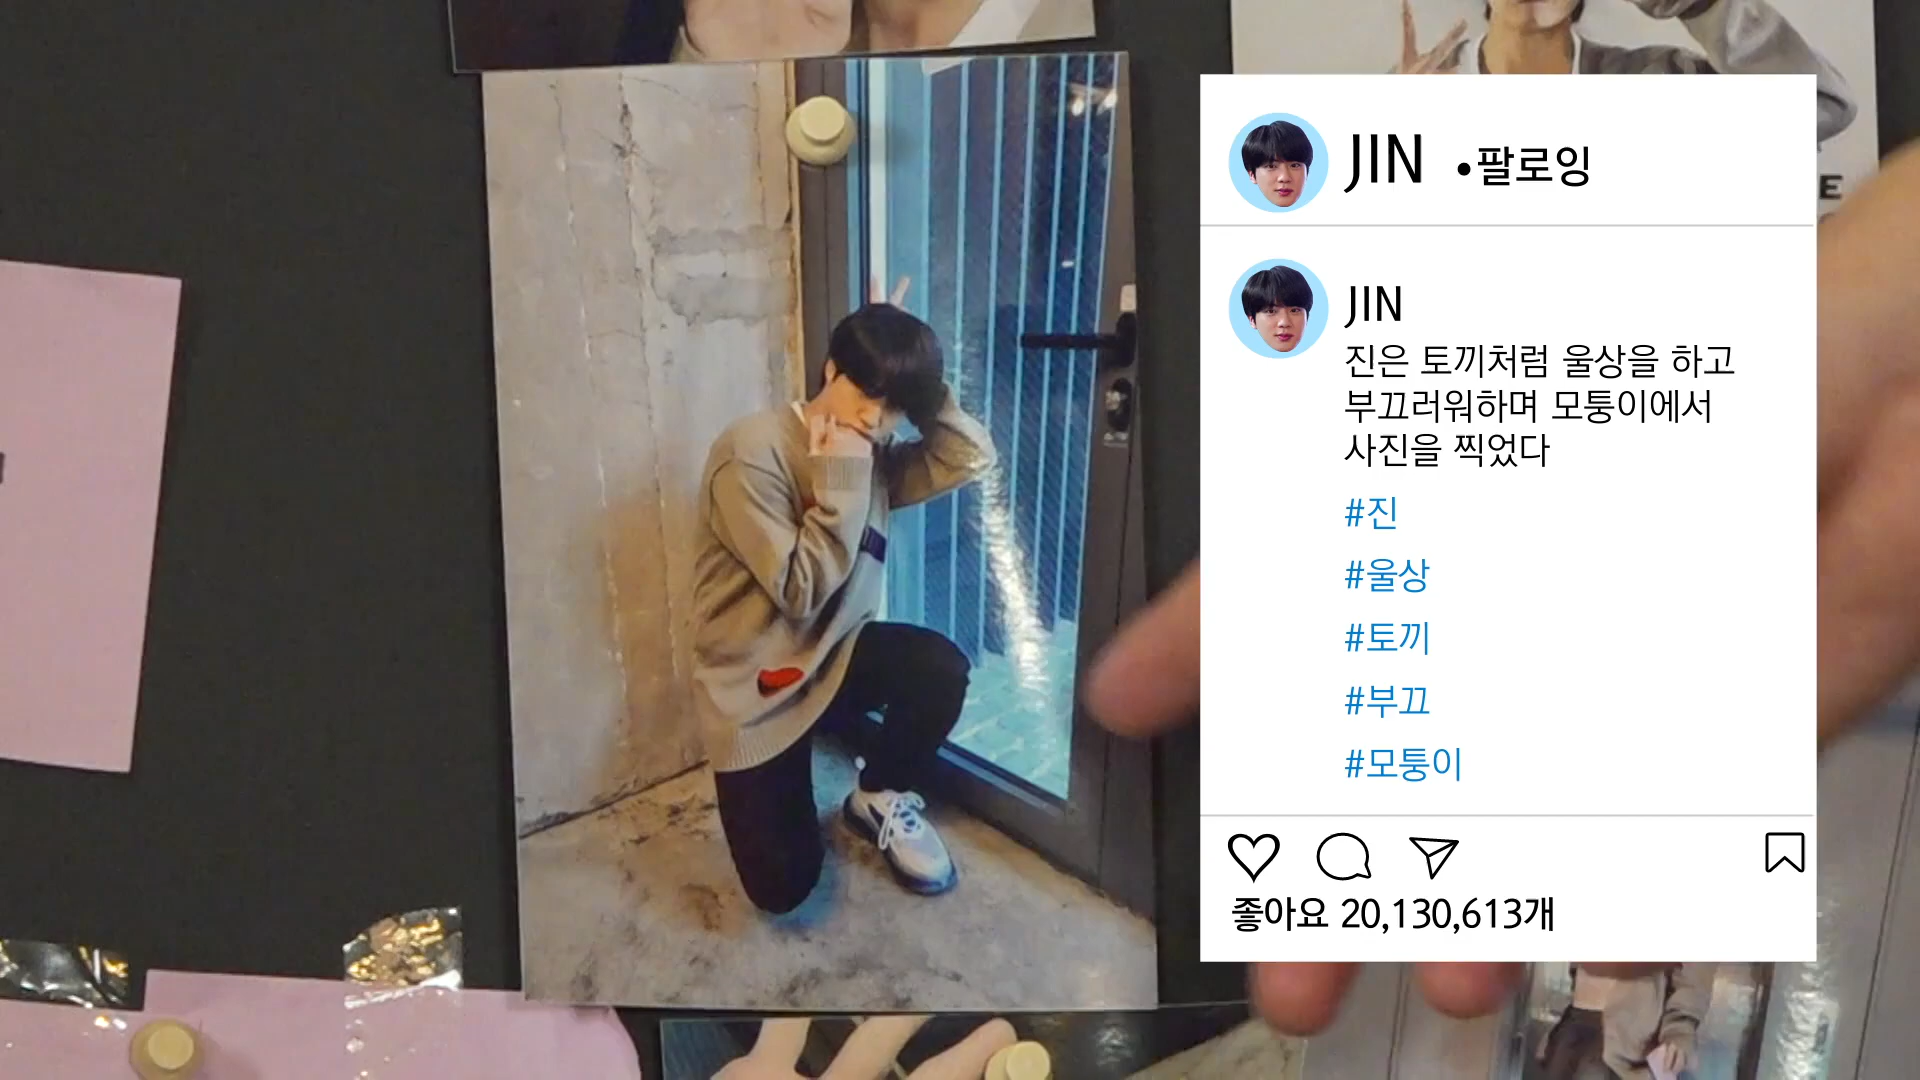 JIN •팔로잉
JIN
진은 토끼처럼 울상을 하고
부끄러워하며 모퉁이에서
사진을 찍었다
#진
#울상
#토끼
#부끄
#모퉁이
좋아요 20,130,613개
E